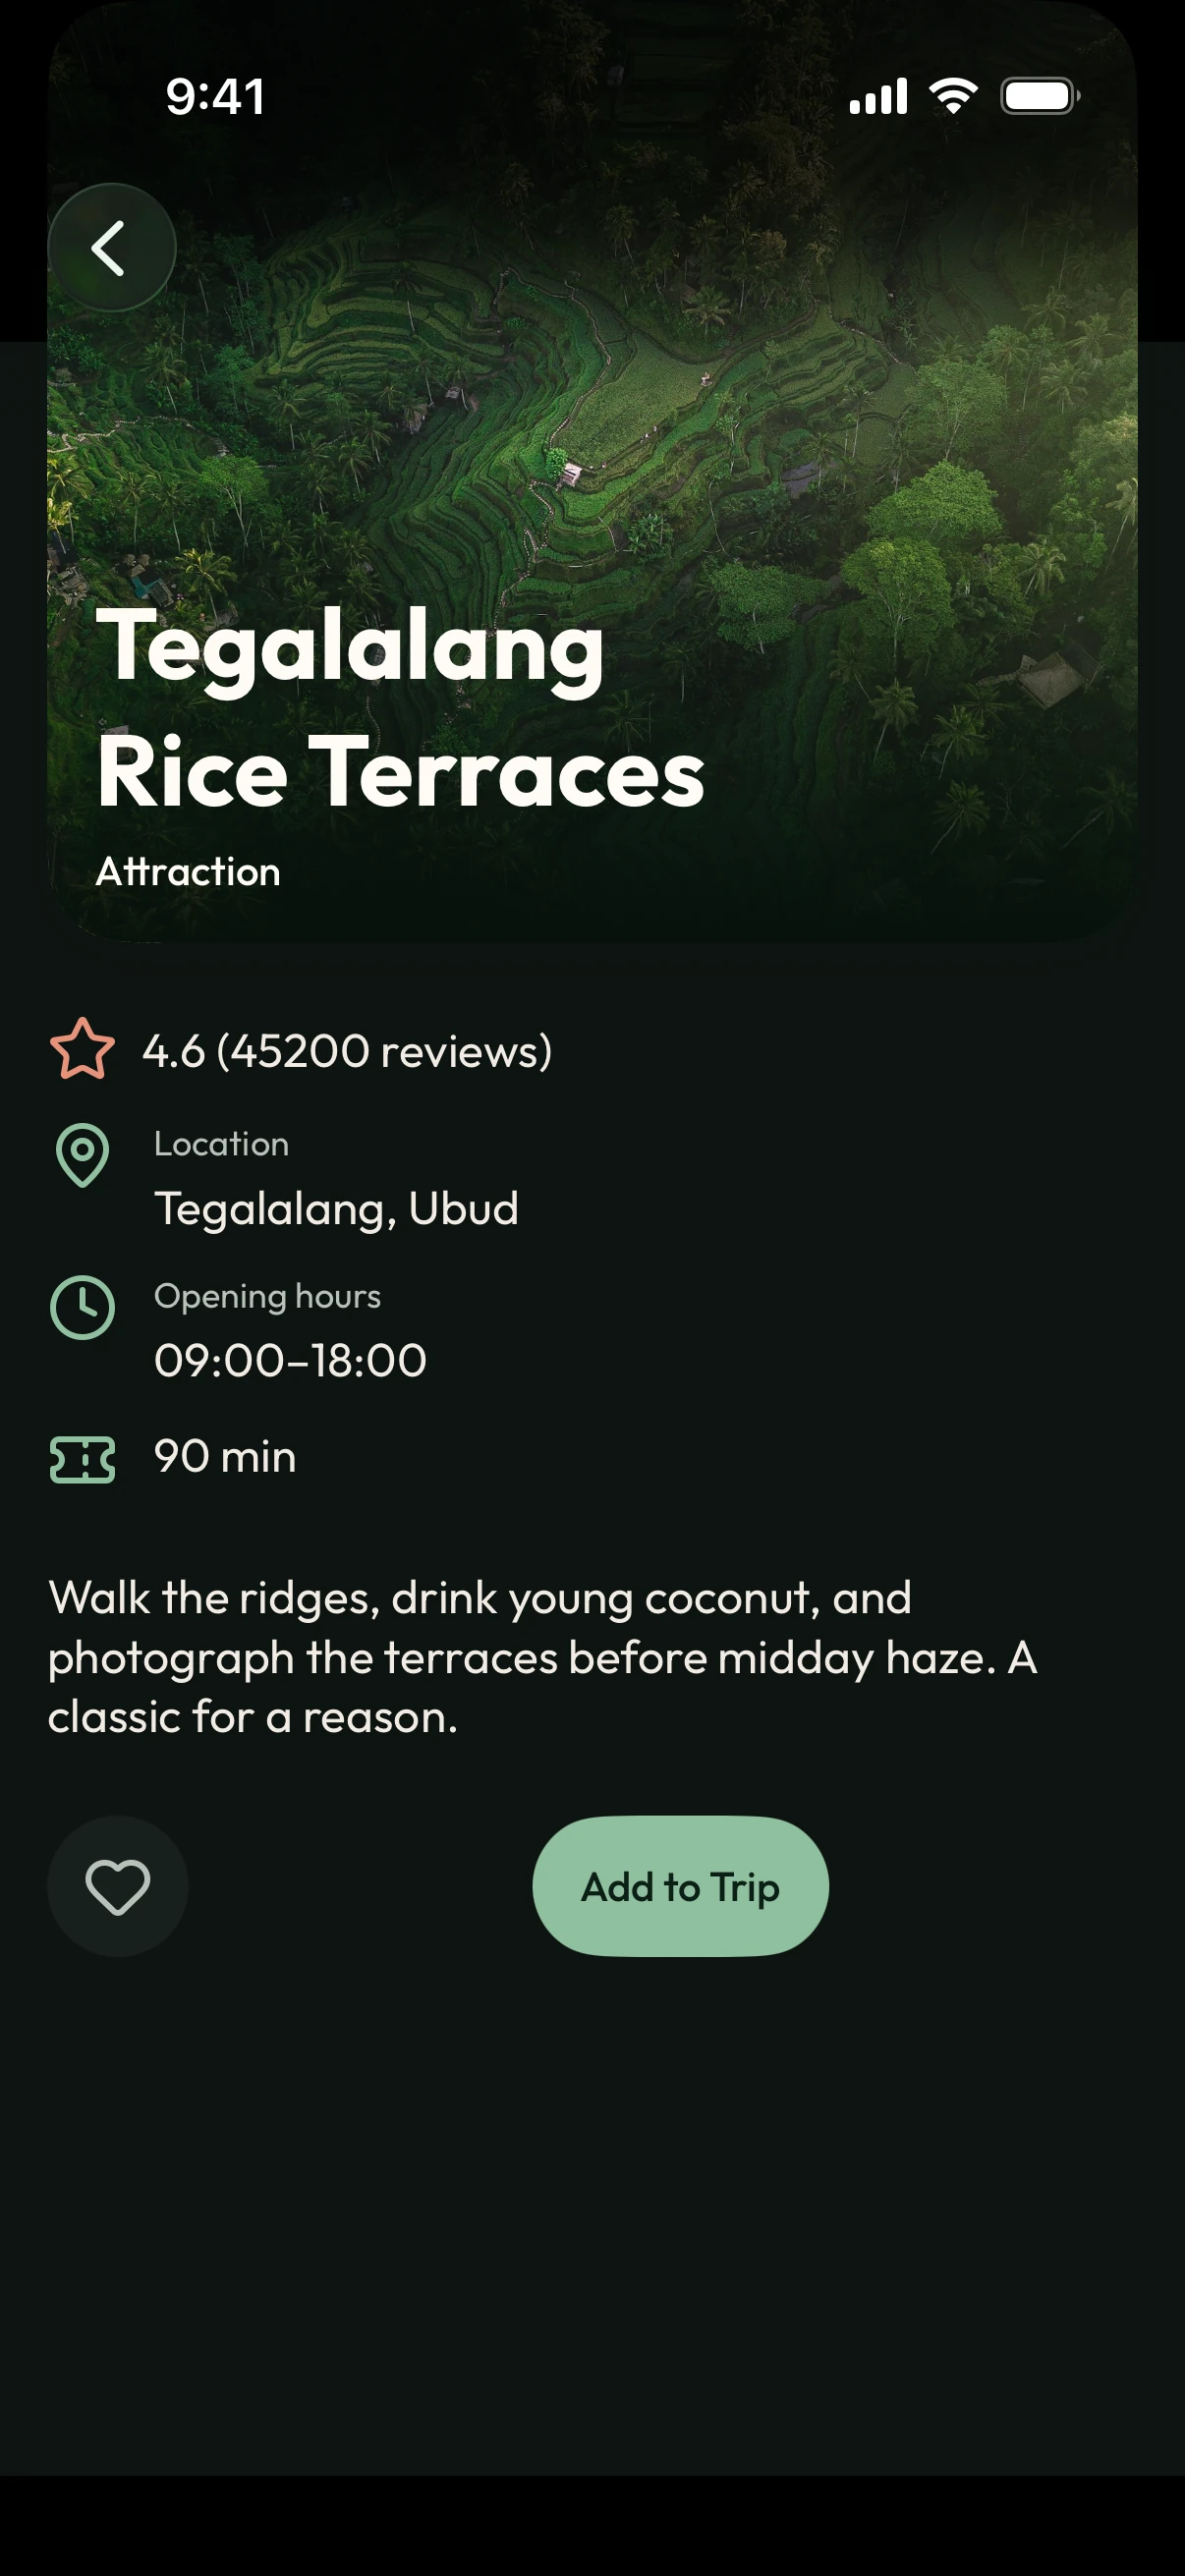 9:41
Tegalalang
Rice Terraces
Attraction
4.6 (45200 reviews)
Location
Tegalalang, Ubud
Opening hours
09:00–18:00
90 min
Walk the ridges, drink young coconut, and
photograph the terraces before midday haze. A
classic for a reason.
Add to Trip